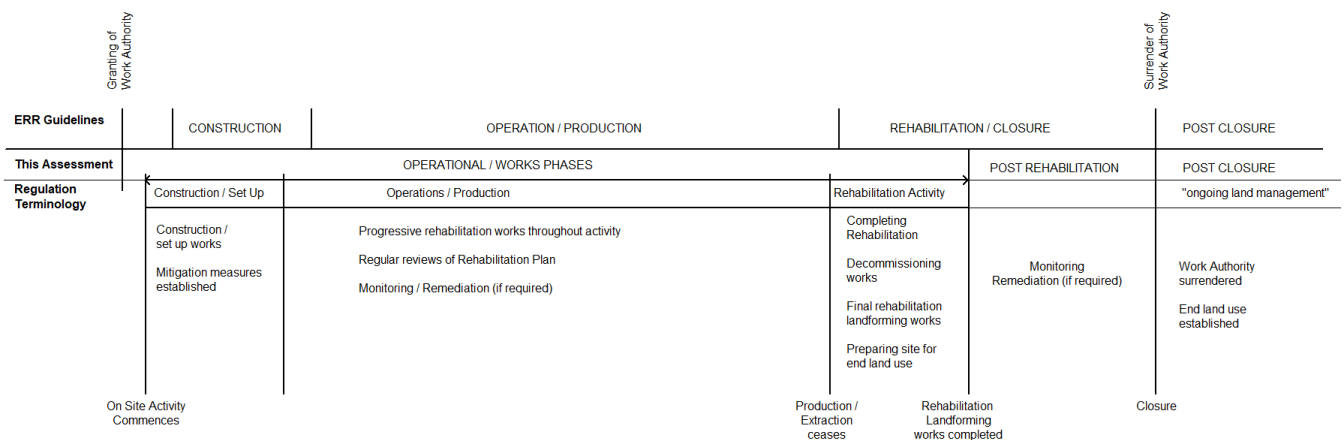 Granting of
Work Authority
Surrender of
Work Authority
ERR Guidelines
CONSTRUCTION
OPERATION / PRODUCTION
REHABILITATION / CLOSURE
POST CLOSURE
This Assessment
OPERATIONAL / WORKS PHASES
POST REHABILITATION
POST CLOSURE
Regulation
Terminology
Construction / Set Up
Operations / Production
Rehabilitation Activity
"ongoing land management"
Construction /
set up works
Mitigation measures
established
Progressive rehabilitation works throughout activity
Regular reviews of Rehabilitation Plan
Monitoring / Remediation (if required)
Completing
Rehabilitation
Decommissioning
works
Final rehabilitation
landforming works
Preparing site for
end land use
Monitoring
Remediation (if required)
Work Authority
surrendered
End land use
established
On Site Activity
Commences
Production /
Extraction
ceases
Rehabilitation
Landforming
works completed
Closure